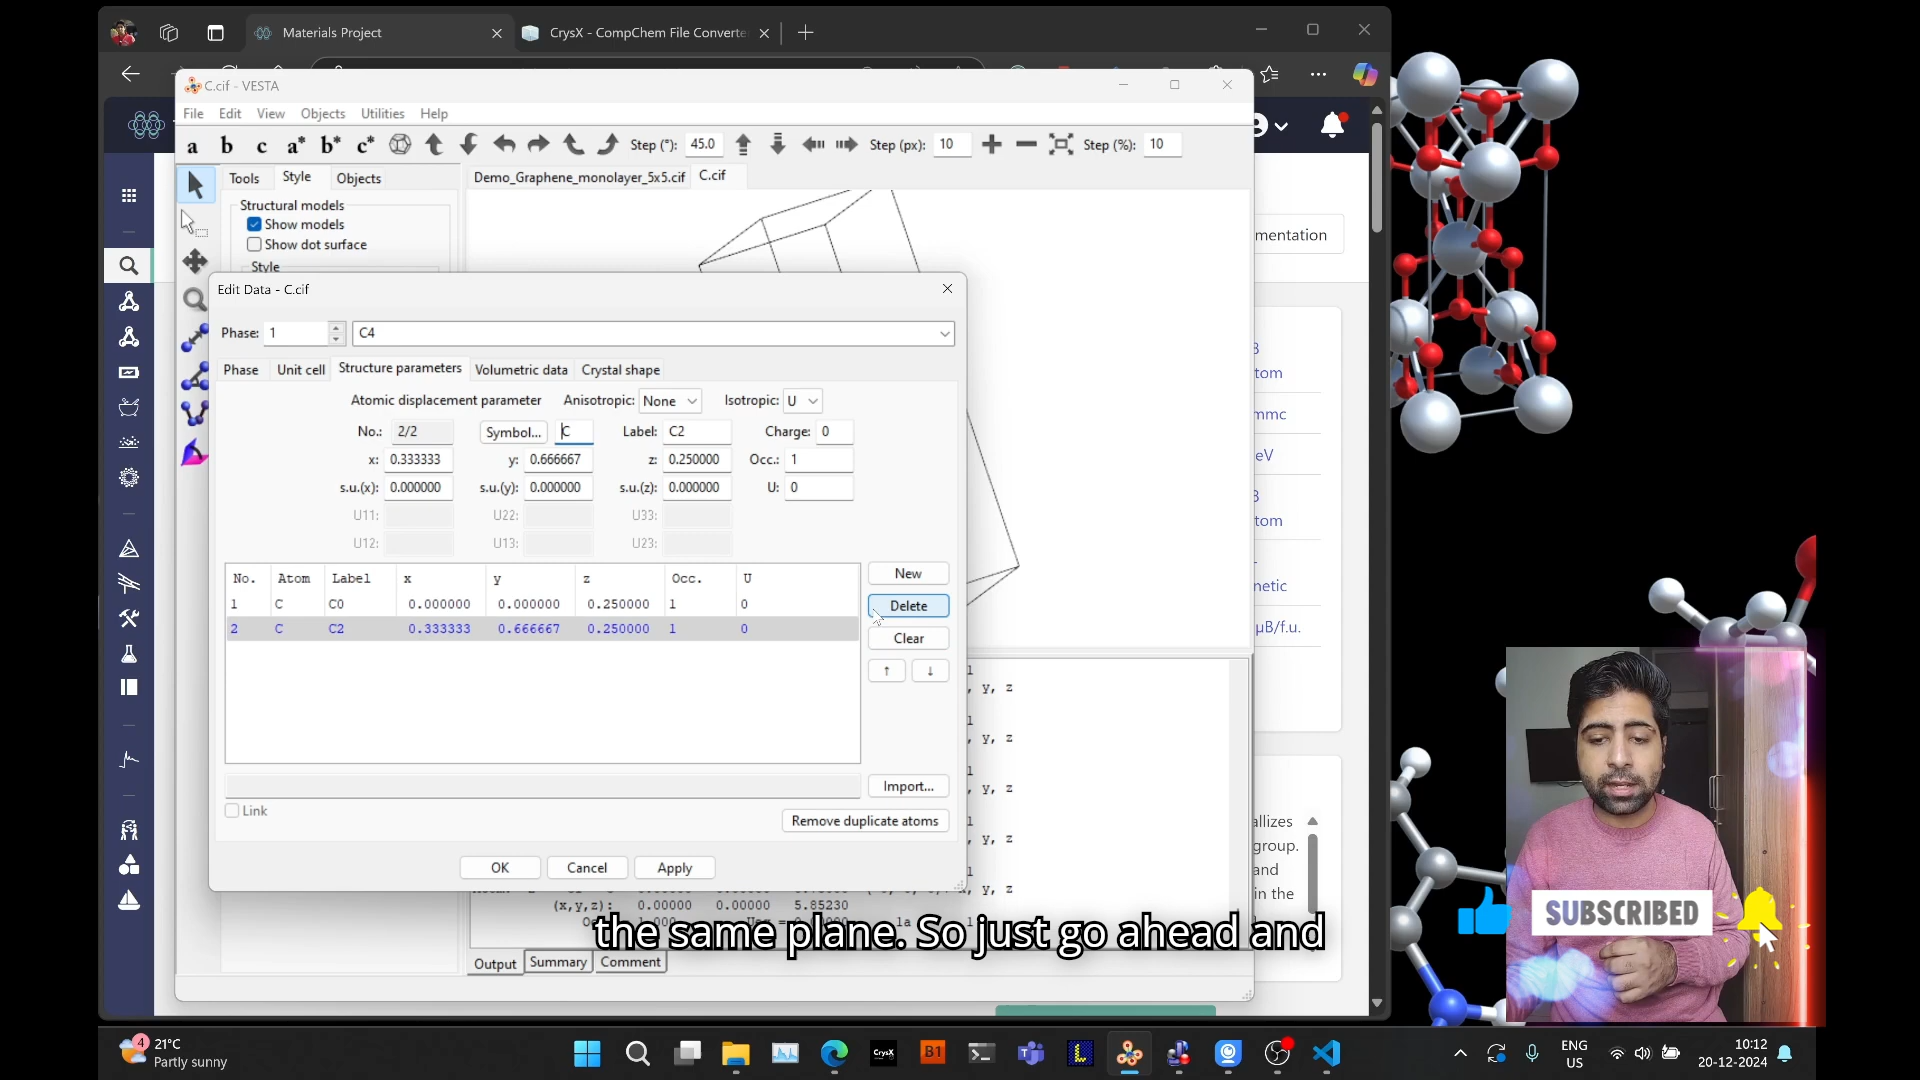 Materials Project
CrysX - CompChem File Converte
C.cif - VESTA
File Edit View Objects Utilities Help
a b c a* b* c* Step (°): 45.0 Step (px): 10 Step (%): 10
Tools Style Objects
Demo_Graphene_monolayer_5x5.cif C.cif
Structural models
Show models
Show dot surface
Style
mentation
Edit Data - C.cif
Phase: 1 C4
Phase Unit cell Structure parameters Volumetric data Crystal shape
Atomic displacement parameter Anisotropic: None Isotropic: U
No.: 2/2 Symbol... C Label: C2 Charge: 0
x: 0.333333 y: 0.666667 z: 0.250000 Occ.: 1
s.u.(x): 0.000000 s.u.(y): 0.000000 s.u.(z): 0.000000 U: 0
U11: U22: U33:
U12: U13: U23:
No. Atom Label x y z Occ. U
1 C C0 0.000000 0.000000 0.250000 1 0
2 C C2 0.333333 0.666667 0.250000 1 0
New
Delete
Clear
↑ ↓
Import...
Link
Remove duplicate atoms
OK Cancel Apply
tom
mmc
eV
tom
netic
µB/f.u.
allizes
group.
and
in the
l
, y, z
l
, y, z
l
, y, z
l
, y, z
l
, y, z
(x,y,z): 0.00000 0.00000 5.85230
the same plane. So just go ahead and
Output Summary Comment
SUBSCRIBED
4
21°C
Partly sunny
CrysX
B1
L
ENG
US
10:12
20-12-2024